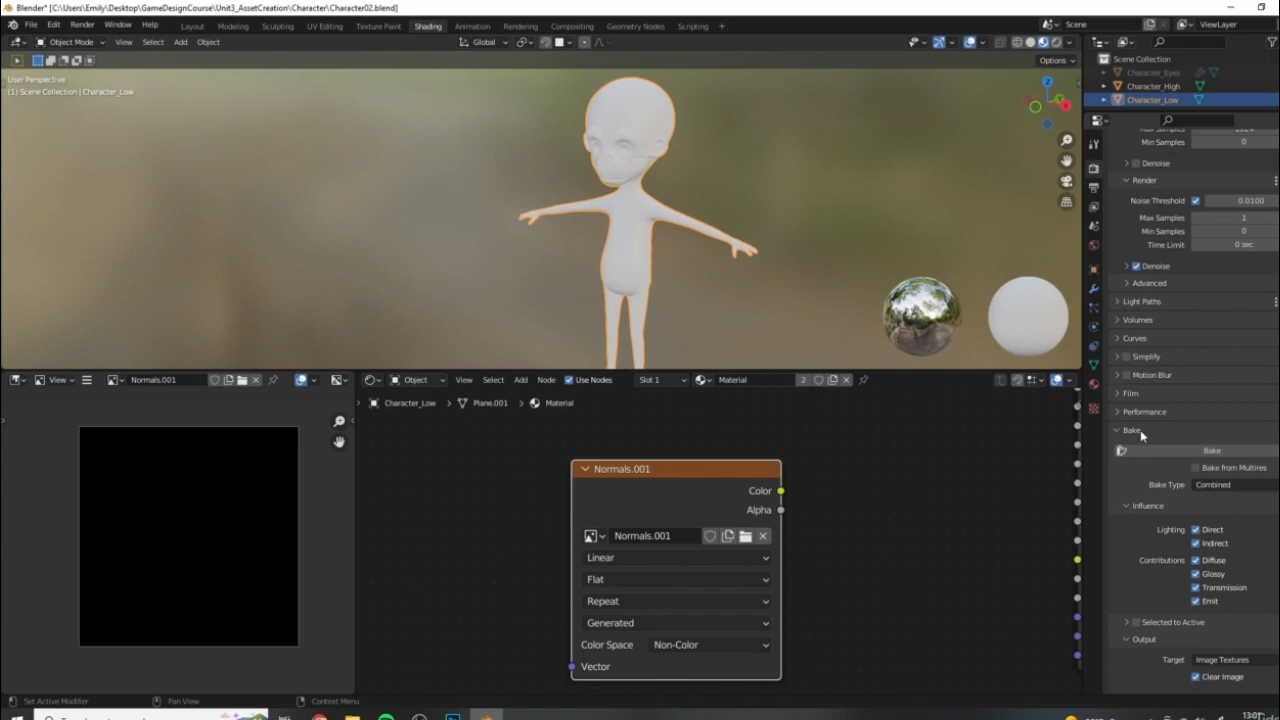 Blender* [C:\Users\Emily\Desktop\GameDesignCourse\Unit3_AssetCreation\Character\Character02.blend]
File Edit Render Window Help Layout Modeling Sculpting UV Editing Texture Paint Shading Animation Rendering Compositing Geometry Nodes Scripting + Scene ViewLayer
Object Mode View Select Add Object Global
Options
User Perspective
(1) Scene Collection | Character_Low
Z
X
Scene Collection
Character_Eyes
Character_High
Character_Low
Max Samples 1024
Min Samples 0
Denoise
Render
Noise Threshold 0.0100
Max Samples 1
Min Samples 0
Time Limit 0 sec
Denoise
Advanced
Light Paths
Volumes
Curves
Simplify
Motion Blur
Film
Performance
Bake
Bake
Bake from Multires
Bake Type Combined
Influence
Lighting Direct
Indirect
Contributions Diffuse
Glossy
Transmission
Emit
Selected to Active
Output
Target Image Textures
Clear Image
View Normals.001
Object View Select Add Node Use Nodes Slot 1 Material 2
Character_Low > Plane.001 > Material
Normals.001
Color
Alpha
Normals.001
Linear
Flat
Repeat
Generated
Color Space Non-Color
Vector
Set Active Modifier Pan View Context Menu